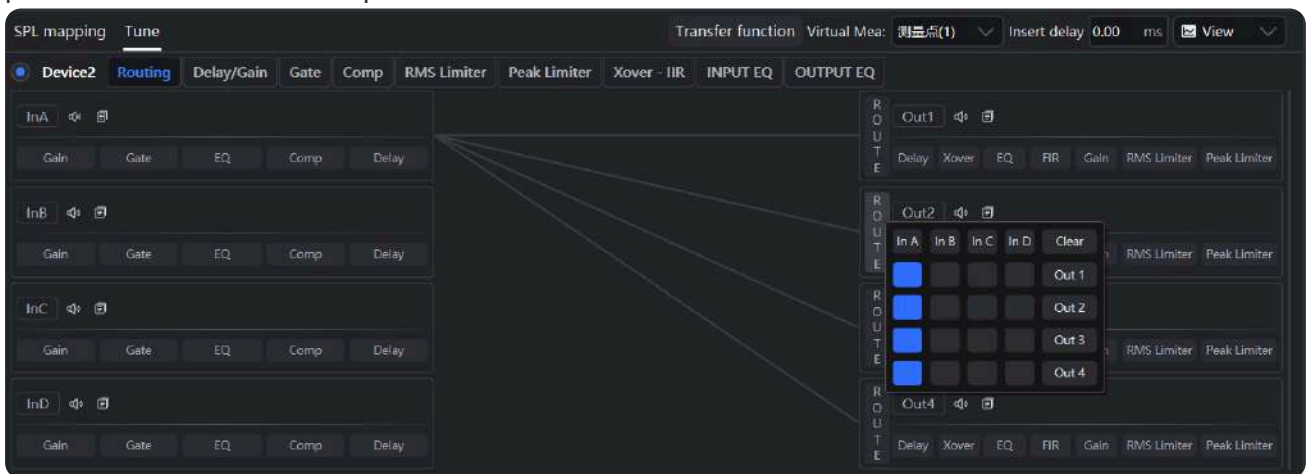 SPL mapping Tune Transfer function Virtual Mea: 测量点(1) Insert delay 0.00 ms View
Device2 Routing Delay/Gain Gate Comp RMS Limiter Peak Limiter Xover - IIR INPUT EQ OUTPUT EQ
InA
Gain Gate EQ Comp Delay
InB
Gain Gate EQ Comp Delay
InC
Gain Gate EQ Comp Delay
InD
Gain Gate EQ Comp Delay
ROUTE
Out1
Delay Xover EQ FIR Gain RMS Limiter Peak Limiter
ROUTE
Out2
RMS Limiter Peak Limiter
In A In B In C In D Clear
Out 1
Out 2
Out 3
Out 4
ROUTE
RMS Limiter Peak Limiter
ROUTE
Out4
Delay Xover EQ FIR Gain RMS Limiter Peak Limiter